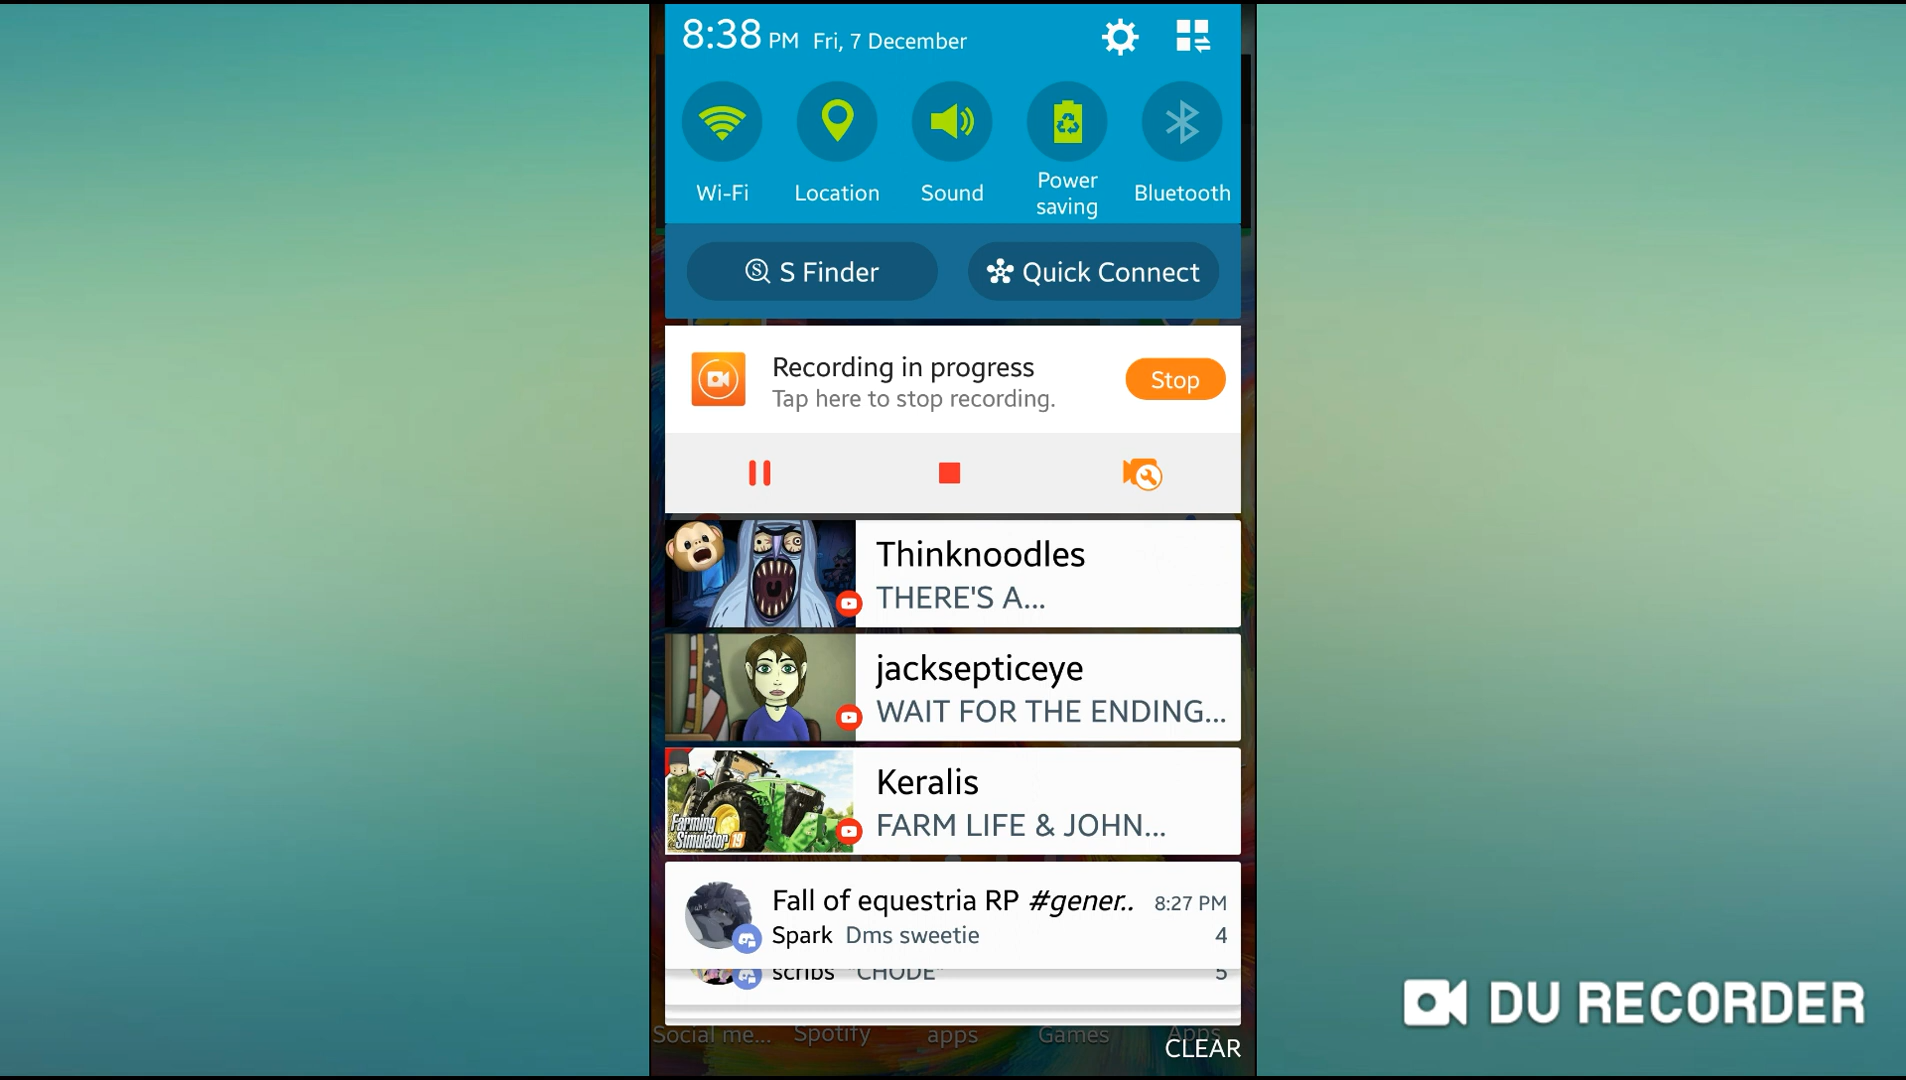 8:38 PM Fri, 7 December
Wi-Fi
Location
Sound
Power
saving
Bluetooth
S Finder
Quick Connect
Recording in progress
Tap here to stop recording.
Stop
Thinknoodles
THERE'S A...
jacksepticeye
WAIT FOR THE ENDING...
Farming
Simulator 19
Keralis
FARM LIFE & JOHN...
Fall of equestria RP #gener.. 8:27 PM
Spark Dms sweetie 4
scribs "CHODE" 5
Social me... Spotify apps Games Apps
CLEAR
DU RECORDER